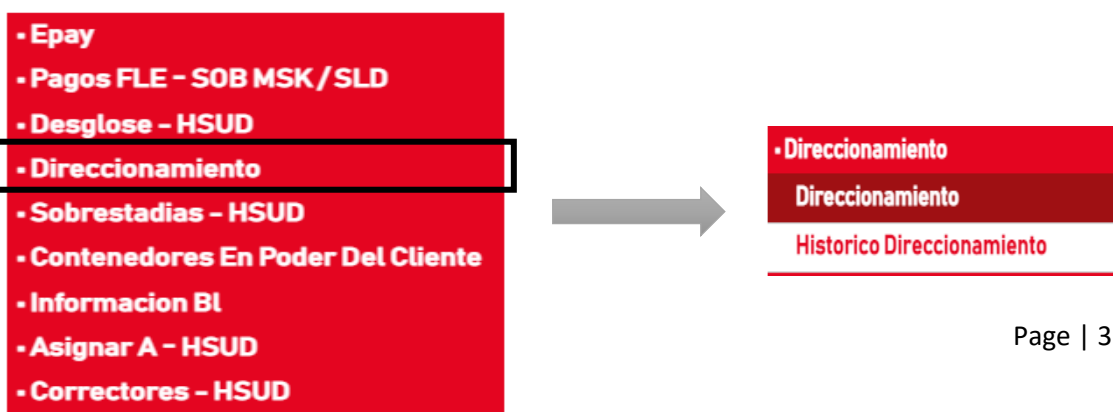 ▪ Epay
▪ Pagos FLE – SOB MSK / SLD
▪ Desglose – HSUD
▪ Direccionamiento
▪ Sobrestadias – HSUD
▪ Contenedores En Poder Del Cliente
▪ Informacion Bl
▪ Asignar A – HSUD
▪ Correctores – HSUD
▪ Direccionamiento
Direccionamiento
Historico Direccionamiento
Page | 3